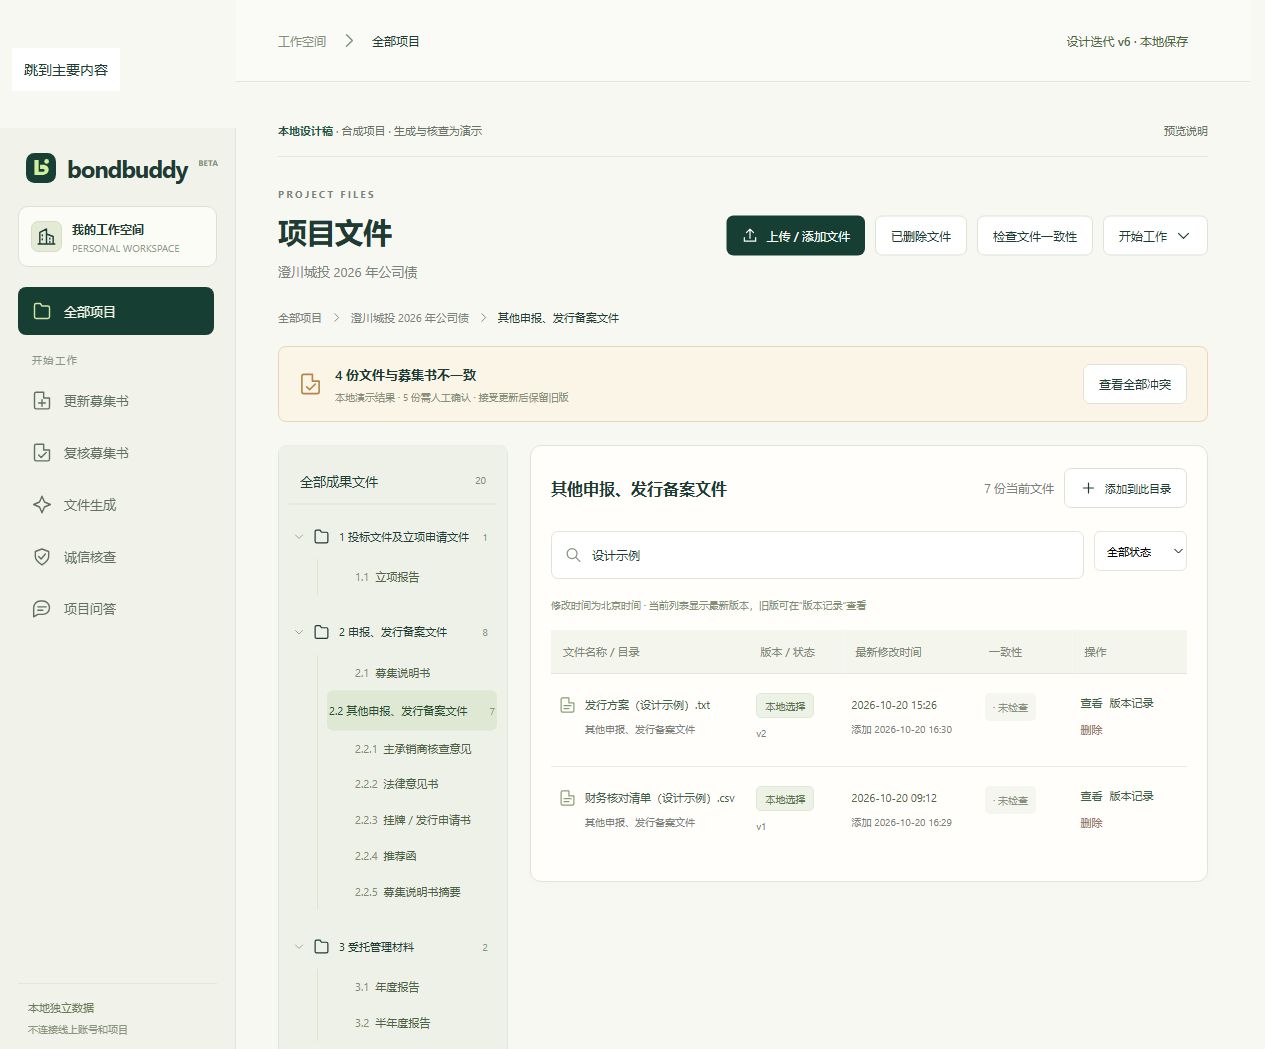 工作空间 > 全部项目
设计迭代 v6 · 本地保存
跳到主要内容
本地设计稿 · 合成项目 · 生成与核查为演示
预览说明
bondbuddy BETA
我的工作空间
PERSONAL WORKSPACE
全部项目
开始工作
更新募集书
复核募集书
文件生成
诚信核查
项目问答
本地独立数据
不连接线上账号和项目
PROJECT FILES
项目文件
上传 / 添加文件
已删除文件
检查文件一致性
开始工作
澄川城投 2026 年公司债
全部项目 > 澄川城投 2026 年公司债 > 其他申报、发行备案文件
4 份文件与募集书不一致
本地演示结果 · 5 份需人工确认 · 接受更新后保留旧版
查看全部冲突
全部成果文件 20
1 投标文件及立项申请文件 1
1.1 立项报告
2 申报、发行备案文件 8
2.1 募集说明书
2.2 其他申报、发行备案文件 7
2.2.1 主承销商核查意见
2.2.2 法律意见书
2.2.3 挂牌 / 发行申请书
2.2.4 推荐函
2.2.5 募集说明书摘要
3 受托管理材料 2
3.1 年度报告
3.2 半年度报告
其他申报、发行备案文件
7 份当前文件
添加到此目录
设计示例
全部状态
修改时间为北京时间 · 当前列表显示最新版本，旧版可在“版本记录”查看
文件名称 / 目录 版本 / 状态 最新修改时间 一致性 操作
发行方案（设计示例）.txt 本地选择 2026-10-20 15:26 · 未检查 查看 版本记录
其他申报、发行备案文件 v2 添加 2026-10-20 16:30 删除
财务核对清单（设计示例）.csv 本地选择 2026-10-20 09:12 · 未检查 查看 版本记录
其他申报、发行备案文件 v1 添加 2026-10-20 16:29 删除